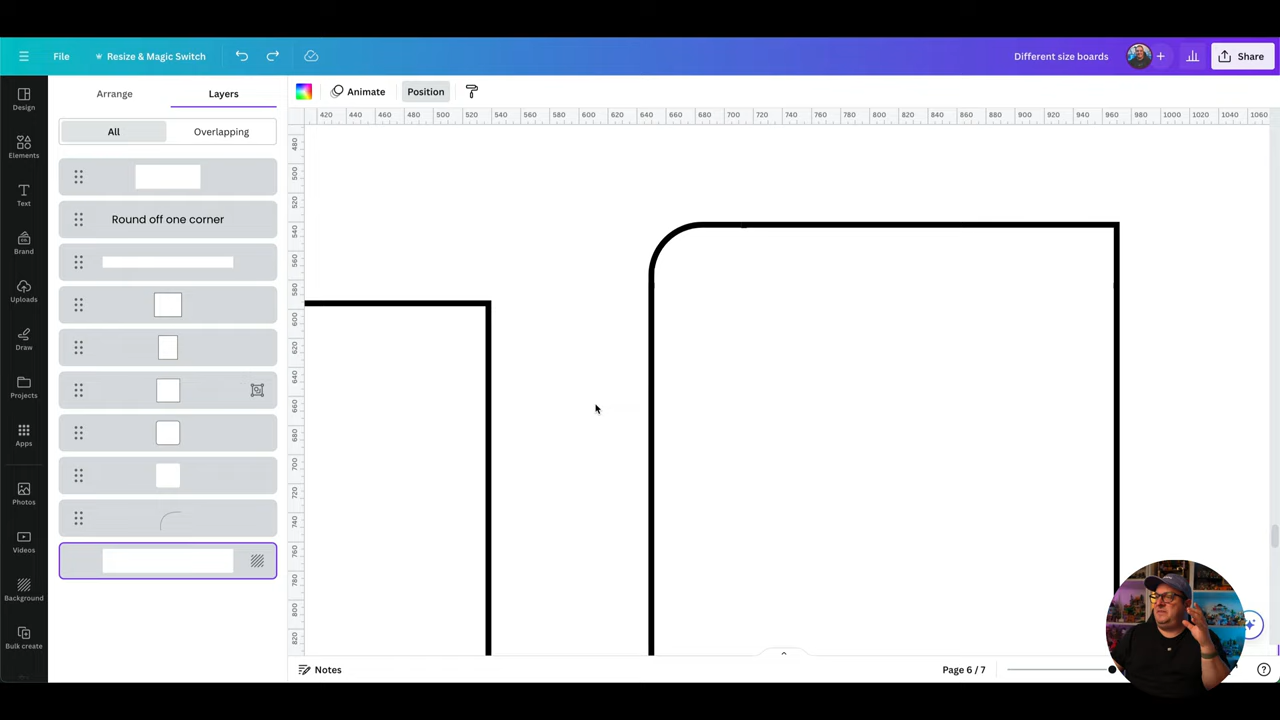 File
Resize & Magic Switch
Different size boards
Share
Design
Elements
Text
Brand
Uploads
Draw
Projects
Apps
Photos
Videos
Background
Bulk create
Arrange
Layers
All
Overlapping
Round off one corner
Animate
Position
420 440 460 480 500 520 540 560 580 600 620 640 660 680 700 720 740 760 780 800 820 840 860 880 900 920 940 960 980 1000 1020 1040 1060
480
500
520
540
560
580
600
620
640
660
680
700
720
740
760
780
800
820
Notes
Page 6 / 7